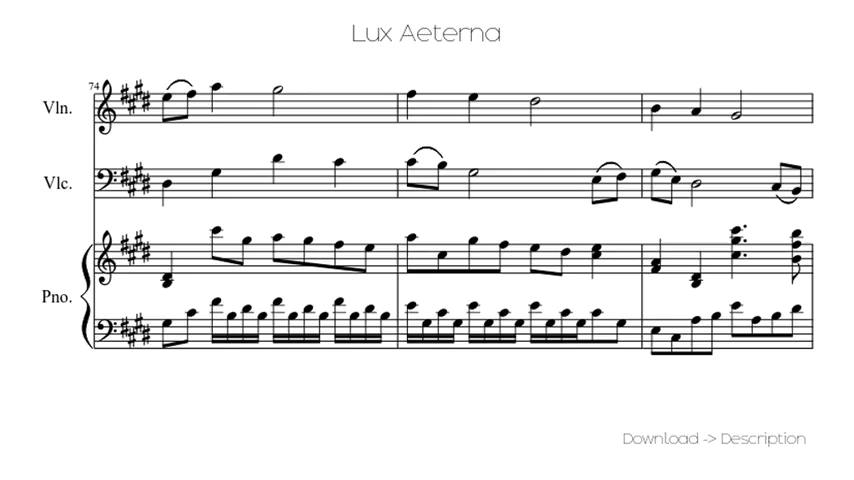 Lux Aeterna
74
Vln.
Vlc.
Pno.
Download -> Description